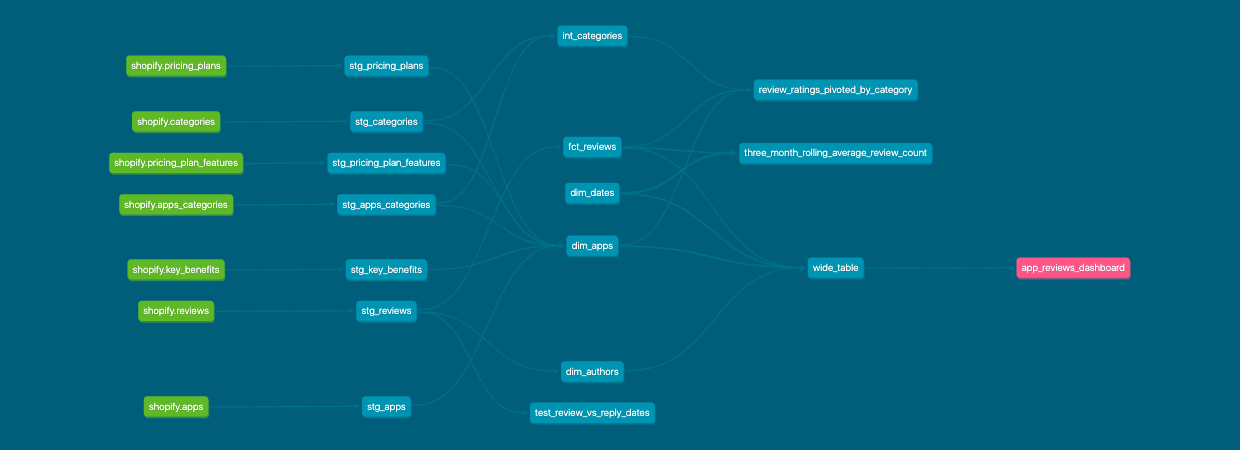 shopify.pricing_plans
shopify.categories
shopify.pricing_plan_features
shopify.apps_categories
shopify.key_benefits
shopify.reviews
shopify.apps
stg_pricing_plans
stg_categories
stg_pricing_plan_features
stg_apps_categories
stg_key_benefits
stg_reviews
stg_apps
int_categories
fct_reviews
dim_dates
dim_apps
dim_authors
test_review_vs_reply_dates
review_ratings_pivoted_by_category
three_month_rolling_average_review_count
wide_table
app_reviews_dashboard